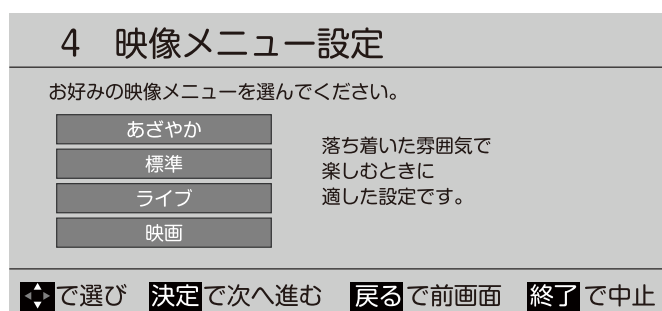 4 映像メニュー設定
お好みの映像メニューを選んでください。
あざやか
標準
ライブ
映画
落ち着いた雰囲気で
楽しむときに
適した設定です。
で選び 決定で次へ進む 戻るで前画面 終了で中止